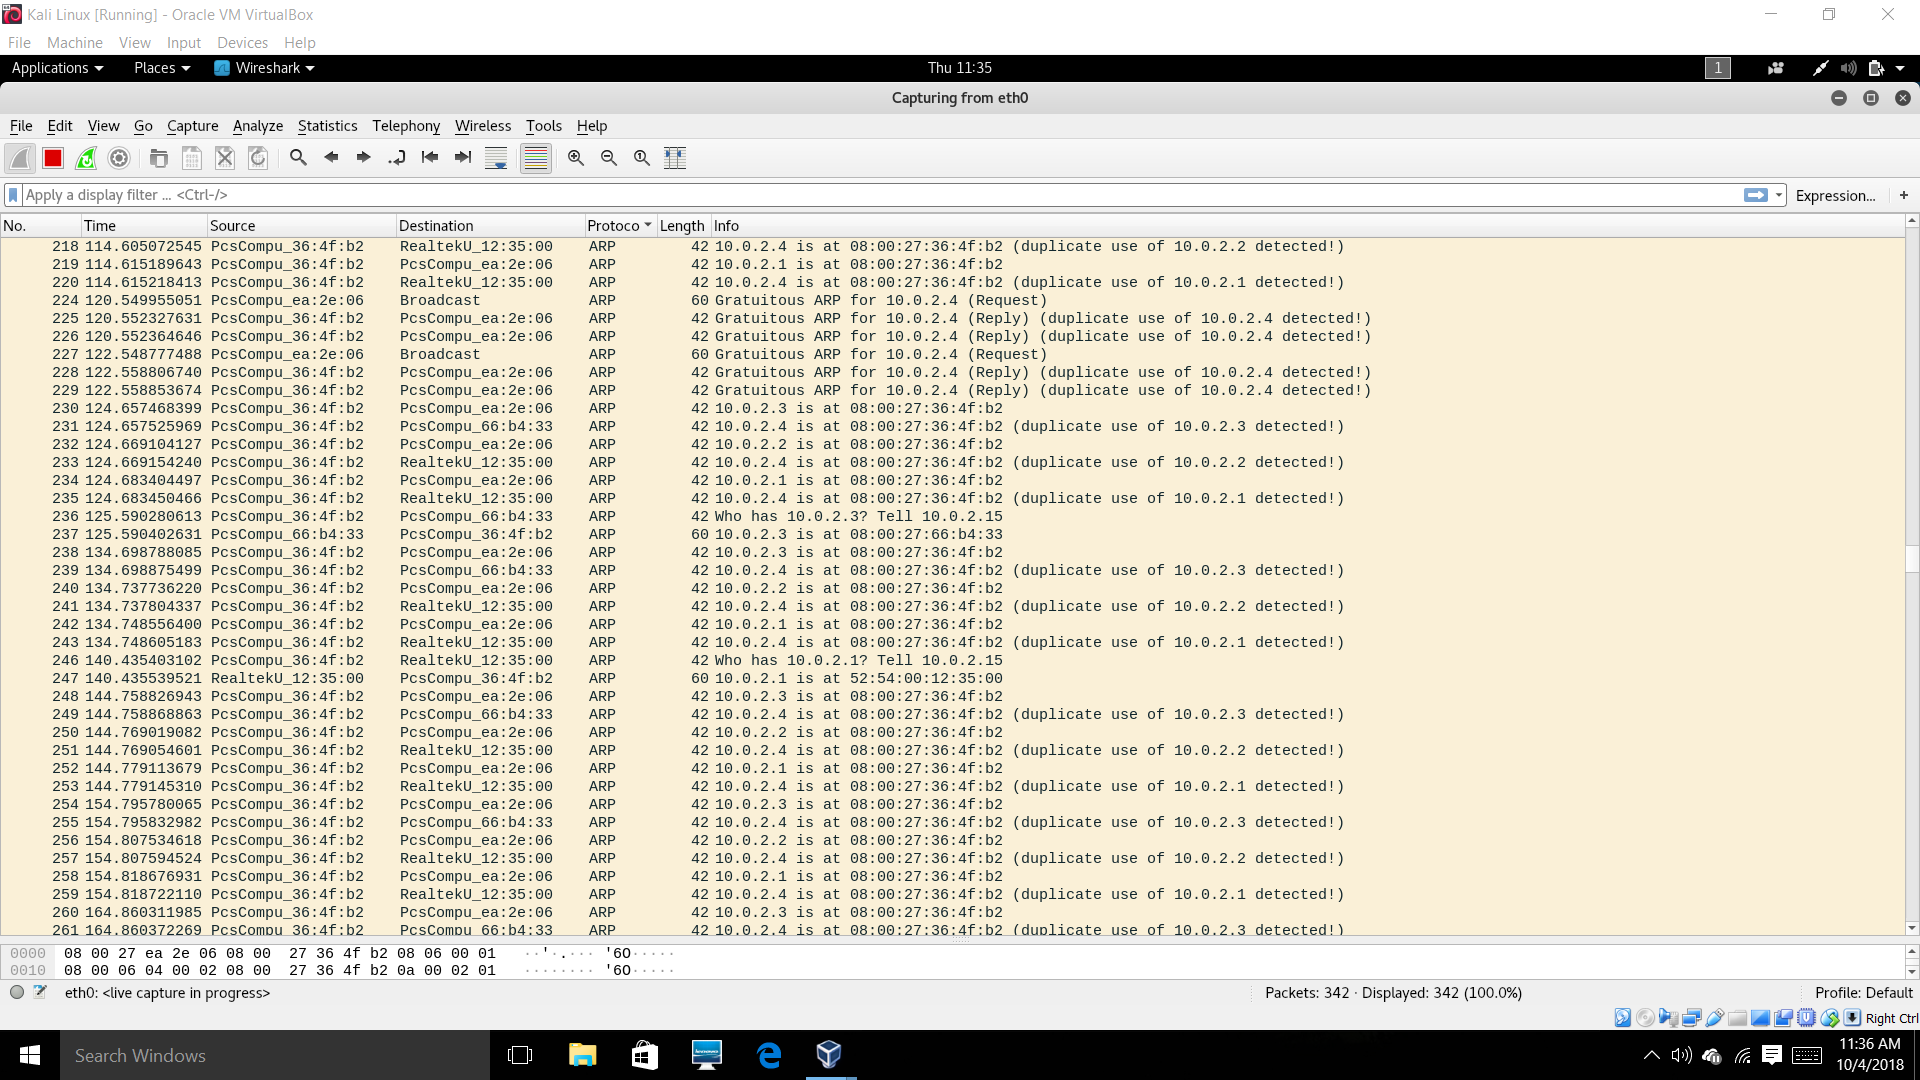 Kali Linux [Running] - Oracle VM VirtualBox
File Machine View Input Devices Help
Applications Places Wireshark Thu 11:35 1
Capturing from eth0
File Edit View Go Capture Analyze Statistics Telephony Wireless Tools Help
Apply a display filter ... <Ctrl-/> Expression... +
No. Time Source Destination Protoco Length Info
218 114.605072545 PcsCompu_36:4f:b2 RealtekU_12:35:00 ARP 42 10.0.2.4 is at 08:00:27:36:4f:b2 (duplicate use of 10.0.2.2 detected!)
219 114.615189643 PcsCompu_36:4f:b2 PcsCompu_ea:2e:06 ARP 42 10.0.2.1 is at 08:00:27:36:4f:b2
220 114.615218413 PcsCompu_36:4f:b2 RealtekU_12:35:00 ARP 42 10.0.2.4 is at 08:00:27:36:4f:b2 (duplicate use of 10.0.2.1 detected!)
224 120.549955051 PcsCompu_ea:2e:06 Broadcast ARP 60 Gratuitous ARP for 10.0.2.4 (Request)
225 120.552327631 PcsCompu_36:4f:b2 PcsCompu_ea:2e:06 ARP 42 Gratuitous ARP for 10.0.2.4 (Reply) (duplicate use of 10.0.2.4 detected!)
226 120.552364646 PcsCompu_36:4f:b2 PcsCompu_ea:2e:06 ARP 42 Gratuitous ARP for 10.0.2.4 (Reply) (duplicate use of 10.0.2.4 detected!)
227 122.548777488 PcsCompu_ea:2e:06 Broadcast ARP 60 Gratuitous ARP for 10.0.2.4 (Request)
228 122.558806740 PcsCompu_36:4f:b2 PcsCompu_ea:2e:06 ARP 42 Gratuitous ARP for 10.0.2.4 (Reply) (duplicate use of 10.0.2.4 detected!)
229 122.558853674 PcsCompu_36:4f:b2 PcsCompu_ea:2e:06 ARP 42 Gratuitous ARP for 10.0.2.4 (Reply) (duplicate use of 10.0.2.4 detected!)
230 124.657468399 PcsCompu_36:4f:b2 PcsCompu_ea:2e:06 ARP 42 10.0.2.3 is at 08:00:27:36:4f:b2
231 124.657525969 PcsCompu_36:4f:b2 PcsCompu_66:b4:33 ARP 42 10.0.2.4 is at 08:00:27:36:4f:b2 (duplicate use of 10.0.2.3 detected!)
232 124.669104127 PcsCompu_36:4f:b2 PcsCompu_ea:2e:06 ARP 42 10.0.2.2 is at 08:00:27:36:4f:b2
233 124.669154240 PcsCompu_36:4f:b2 RealtekU_12:35:00 ARP 42 10.0.2.4 is at 08:00:27:36:4f:b2 (duplicate use of 10.0.2.2 detected!)
234 124.683404497 PcsCompu_36:4f:b2 PcsCompu_ea:2e:06 ARP 42 10.0.2.1 is at 08:00:27:36:4f:b2
235 124.683450466 PcsCompu_36:4f:b2 RealtekU_12:35:00 ARP 42 10.0.2.4 is at 08:00:27:36:4f:b2 (duplicate use of 10.0.2.1 detected!)
236 125.590280613 PcsCompu_36:4f:b2 PcsCompu_66:b4:33 ARP 42 Who has 10.0.2.3? Tell 10.0.2.15
237 125.590402631 PcsCompu_66:b4:33 PcsCompu_36:4f:b2 ARP 60 10.0.2.3 is at 08:00:27:66:b4:33
238 134.698788085 PcsCompu_36:4f:b2 PcsCompu_ea:2e:06 ARP 42 10.0.2.3 is at 08:00:27:36:4f:b2
239 134.698875499 PcsCompu_36:4f:b2 PcsCompu_66:b4:33 ARP 42 10.0.2.4 is at 08:00:27:36:4f:b2 (duplicate use of 10.0.2.3 detected!)
240 134.737736220 PcsCompu_36:4f:b2 PcsCompu_ea:2e:06 ARP 42 10.0.2.2 is at 08:00:27:36:4f:b2
241 134.737804337 PcsCompu_36:4f:b2 RealtekU_12:35:00 ARP 42 10.0.2.4 is at 08:00:27:36:4f:b2 (duplicate use of 10.0.2.2 detected!)
242 134.748556400 PcsCompu_36:4f:b2 PcsCompu_ea:2e:06 ARP 42 10.0.2.1 is at 08:00:27:36:4f:b2
243 134.748605183 PcsCompu_36:4f:b2 RealtekU_12:35:00 ARP 42 10.0.2.4 is at 08:00:27:36:4f:b2 (duplicate use of 10.0.2.1 detected!)
246 140.435403102 PcsCompu_36:4f:b2 RealtekU_12:35:00 ARP 42 Who has 10.0.2.1? Tell 10.0.2.15
247 140.435539521 RealtekU_12:35:00 PcsCompu_36:4f:b2 ARP 60 10.0.2.1 is at 52:54:00:12:35:00
248 144.758826943 PcsCompu_36:4f:b2 PcsCompu_ea:2e:06 ARP 42 10.0.2.3 is at 08:00:27:36:4f:b2
249 144.758868863 PcsCompu_36:4f:b2 PcsCompu_66:b4:33 ARP 42 10.0.2.4 is at 08:00:27:36:4f:b2 (duplicate use of 10.0.2.3 detected!)
250 144.769019082 PcsCompu_36:4f:b2 PcsCompu_ea:2e:06 ARP 42 10.0.2.2 is at 08:00:27:36:4f:b2
251 144.769054601 PcsCompu_36:4f:b2 RealtekU_12:35:00 ARP 42 10.0.2.4 is at 08:00:27:36:4f:b2 (duplicate use of 10.0.2.2 detected!)
252 144.779113679 PcsCompu_36:4f:b2 PcsCompu_ea:2e:06 ARP 42 10.0.2.1 is at 08:00:27:36:4f:b2
253 144.779145310 PcsCompu_36:4f:b2 RealtekU_12:35:00 ARP 42 10.0.2.4 is at 08:00:27:36:4f:b2 (duplicate use of 10.0.2.1 detected!)
254 154.795780065 PcsCompu_36:4f:b2 PcsCompu_ea:2e:06 ARP 42 10.0.2.3 is at 08:00:27:36:4f:b2
255 154.795832982 PcsCompu_36:4f:b2 PcsCompu_66:b4:33 ARP 42 10.0.2.4 is at 08:00:27:36:4f:b2 (duplicate use of 10.0.2.3 detected!)
256 154.807534618 PcsCompu_36:4f:b2 PcsCompu_ea:2e:06 ARP 42 10.0.2.2 is at 08:00:27:36:4f:b2
257 154.807594524 PcsCompu_36:4f:b2 RealtekU_12:35:00 ARP 42 10.0.2.4 is at 08:00:27:36:4f:b2 (duplicate use of 10.0.2.2 detected!)
258 154.818676931 PcsCompu_36:4f:b2 PcsCompu_ea:2e:06 ARP 42 10.0.2.1 is at 08:00:27:36:4f:b2
259 154.818722110 PcsCompu_36:4f:b2 RealtekU_12:35:00 ARP 42 10.0.2.4 is at 08:00:27:36:4f:b2 (duplicate use of 10.0.2.1 detected!)
260 164.860311985 PcsCompu_36:4f:b2 PcsCompu_ea:2e:06 ARP 42 10.0.2.3 is at 08:00:27:36:4f:b2
261 164.860372269 PcsCompu_36:4f:b2 PcsCompu_66:b4:33 ARP 42 10.0.2.4 is at 08:00:27:36:4f:b2 (duplicate use of 10.0.2.3 detected!)
0000 08 00 27 ea 2e 06 08 00 27 36 4f b2 08 06 00 01 ··'·.··· '6O·····
0010 08 00 06 04 00 02 08 00 27 36 4f b2 0a 00 02 01 ········ '6O·····
eth0: <live capture in progress> Packets: 342 · Displayed: 342 (100.0%) Profile: Default
Right Ctrl
Search Windows
11:36 AM
10/4/2018